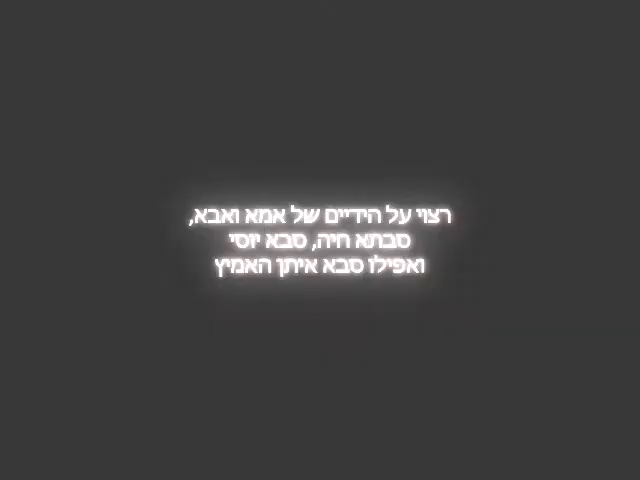 רצוי על הידיים של אמא ואבא,
סבתא חיה, סבא יוסי
ואפילו סבא איתן האמיץ